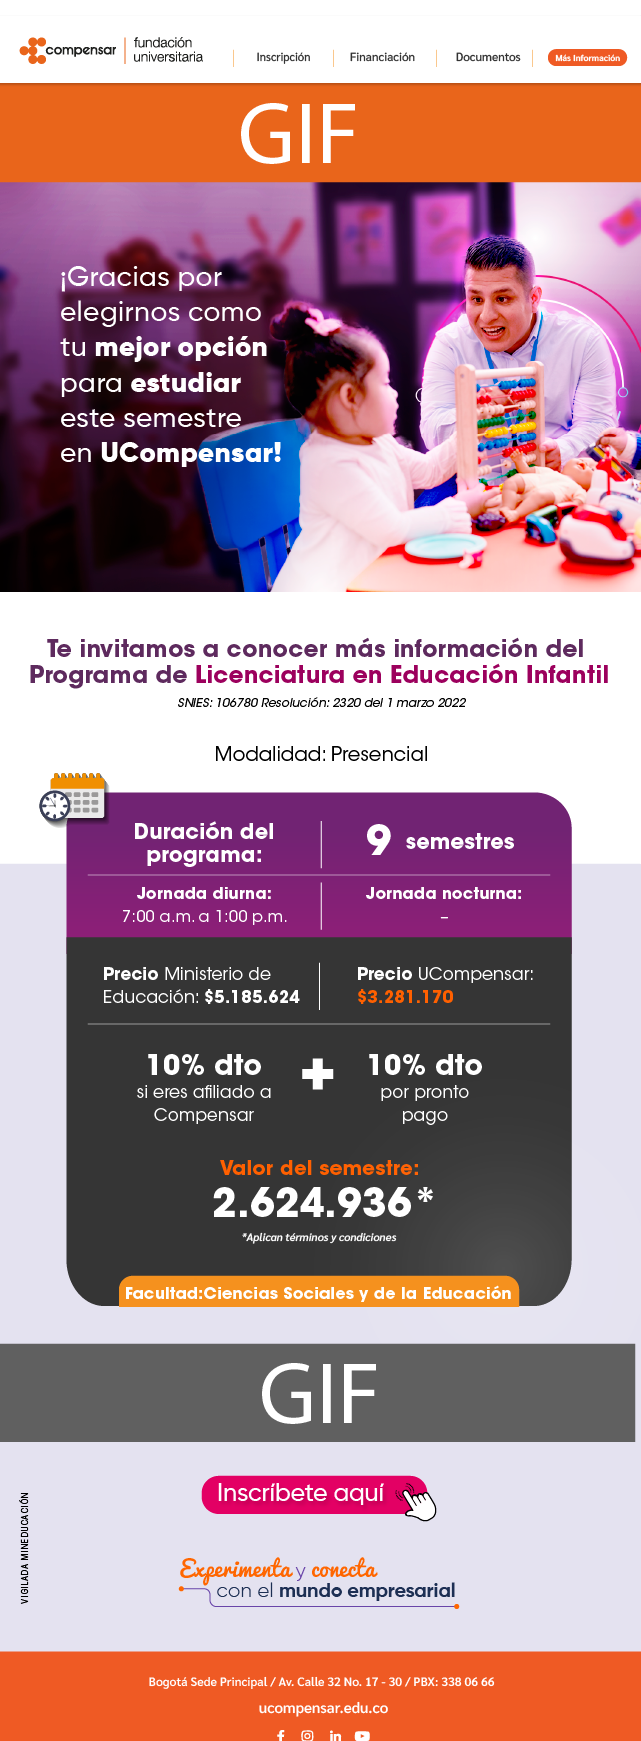 compensar
fundación
universitaria
Inscripción
Financiación
Documentos
Más Información
GIF
¡Gracias por
elegirnos como
tu mejor opción
para estudiar
este semestre
en UCompensar!
Te invitamos a conocer más información del
Programa de Licenciatura en Educación Infantil
SNIES: 106780 Resolución: 2320 del 1 marzo 2022
Modalidad: Presencial
Duración del
programa:
9 semestres
Jornada diurna:
7:00 a.m. a 1:00 p.m.
Jornada nocturna:
–
Precio Ministerio de
Educación: $5.185.624
Precio UCompensar:
$3.281.170
10% dto
si eres afiliado a
Compensar
+
10% dto
por pronto
pago
Valor del semestre:
2.624.936*
*Aplican términos y condiciones
Facultad:Ciencias Sociales y de la Educación
GIF
Inscríbete aquí
VIGILADA MINEDUCACIÓN
Experimenta y conecta
con el mundo empresarial
Bogotá Sede Principal / Av. Calle 32 No. 17 - 30 / PBX: 338 06 66
ucompensar.edu.co